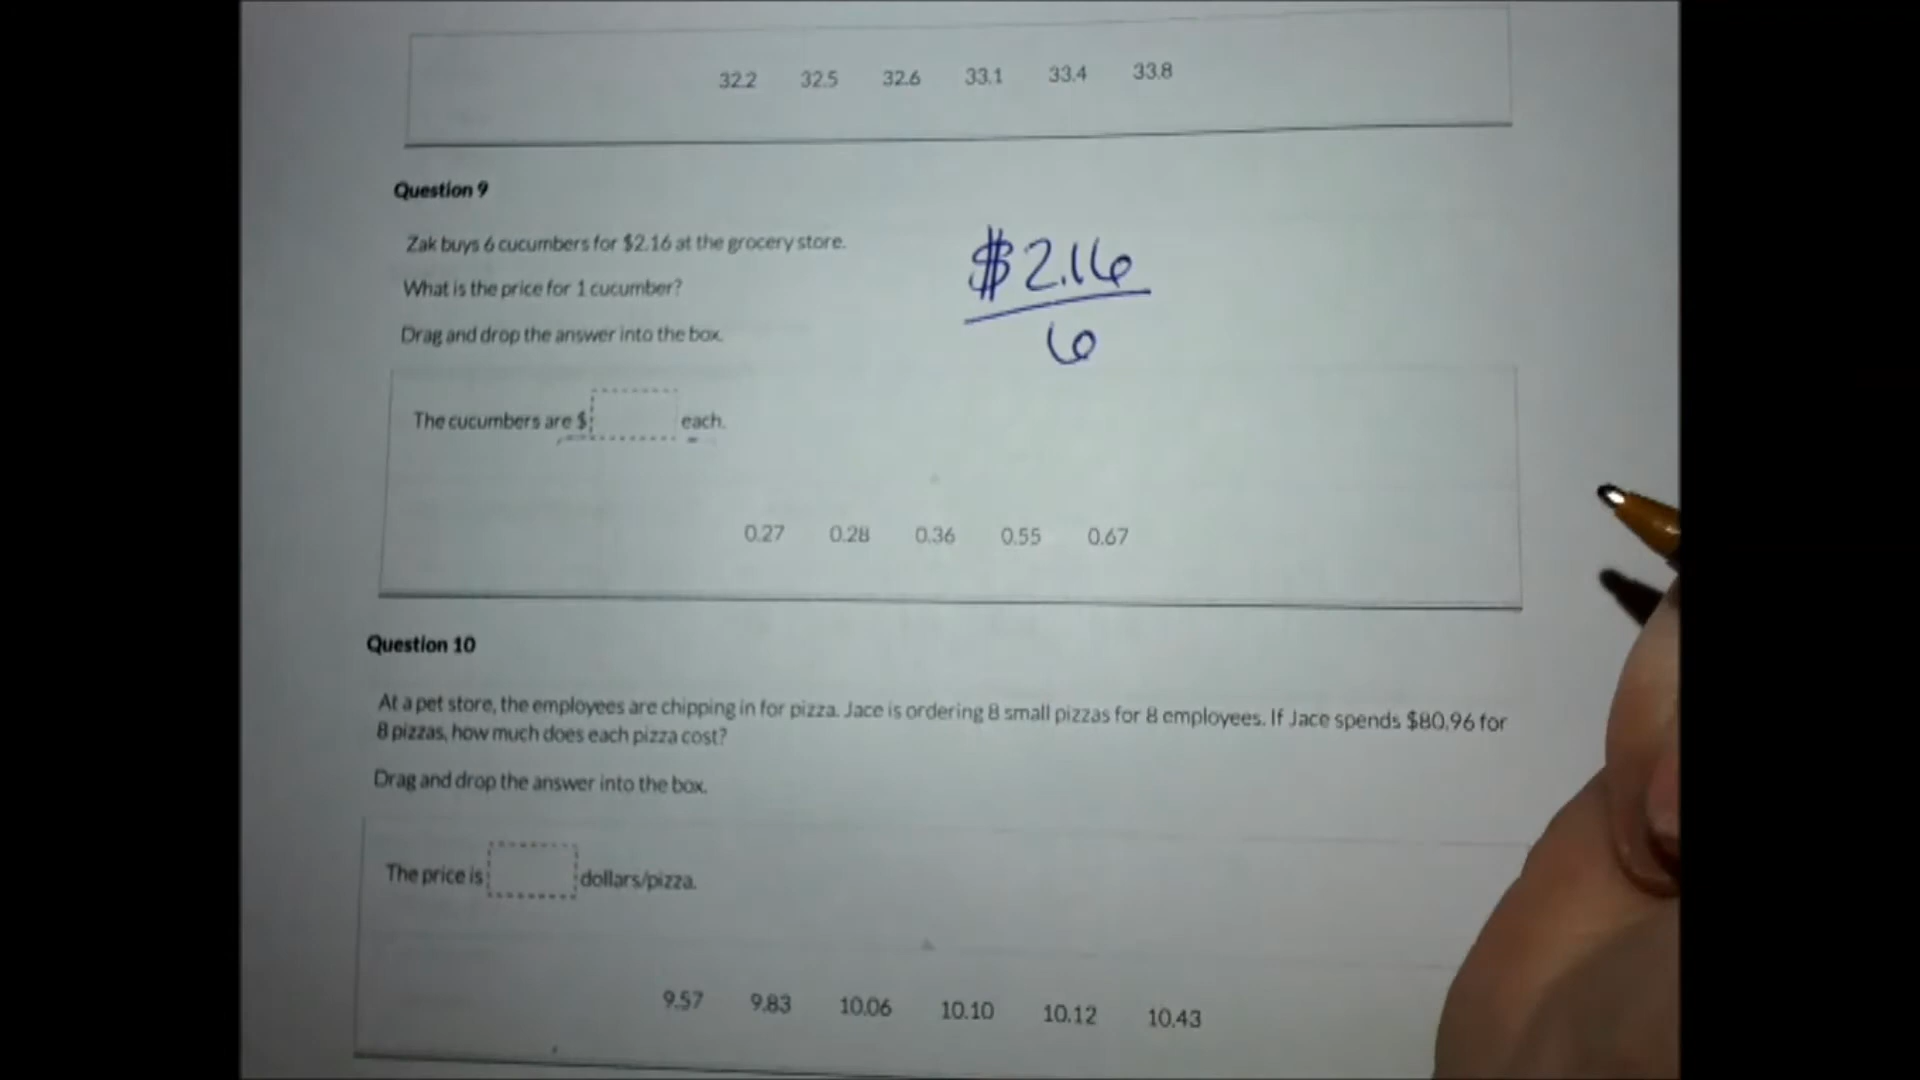 32.2 32.5 32.6 33.1 33.4 33.8
Question 9
Zak buys 6 cucumbers for $2.16 at the grocery store.
What is the price for 1 cucumber?
Drag and drop the answer into the box.
$2.16
6
The cucumbers are $ each.
0.27 0.28 0.36 0.55 0.67
Question 10
At a pet store, the employees are chipping in for pizza. Jace is ordering 8 small pizzas for 8 employees. If Jace spends $80.96 for
8 pizzas, how much does each pizza cost?
Drag and drop the answer into the box.
The price is dollars/pizza.
9.57 9.83 10.06 10.10 10.12 10.43